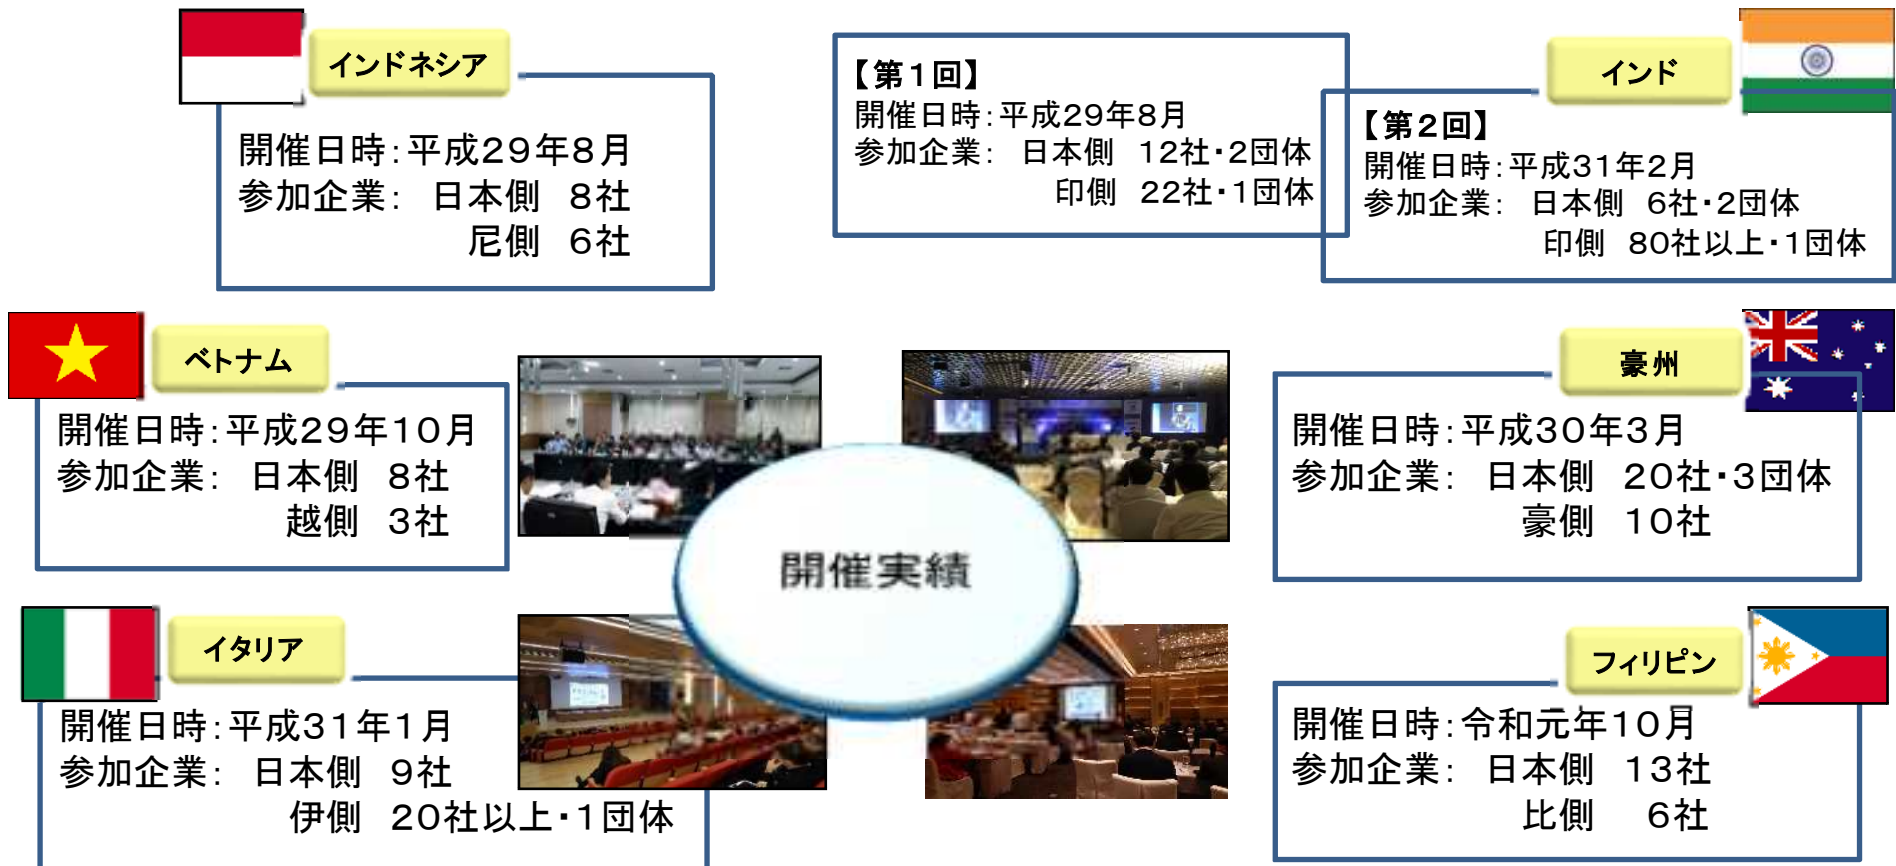 インドネシア
開催日時:平成29年8月
参加企業: 日本側 8社
尼側 6社
インド
【第1回】
開催日時:平成29年8月
参加企業: 日本側 12社・2団体
印側 22社・1団体
【第2回】
開催日時:平成31年2月
参加企業: 日本側 6社・2団体
印側 80社以上・1団体
ベトナム
開催日時:平成29年10月
参加企業: 日本側 8社
越側 3社
豪州
開催日時:平成30年3月
参加企業: 日本側 20社・3団体
豪側 10社
開催実績
イタリア
開催日時:平成31年1月
参加企業: 日本側 9社
伊側 20社以上・1団体
フィリピン
開催日時:令和元年10月
参加企業: 日本側 13社
比側 6社